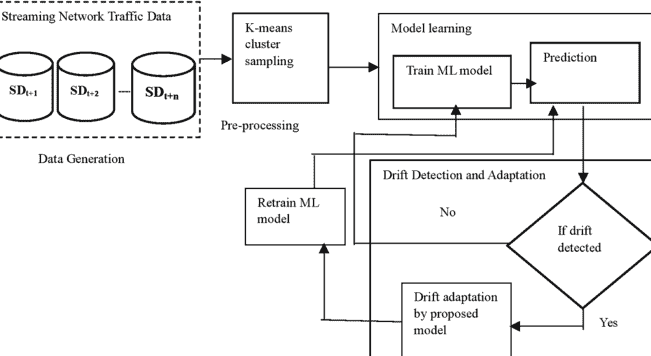 Streaming Network Traffic Data
SDt+1
SDt+2
SDt+n
Data Generation
K-means
cluster
sampling
Pre-processing
Model learning
Train ML model
Prediction
Drift Detection and Adaptation
Retrain ML
model
No
If drift
detected
Drift adaptation
by proposed
model
Yes